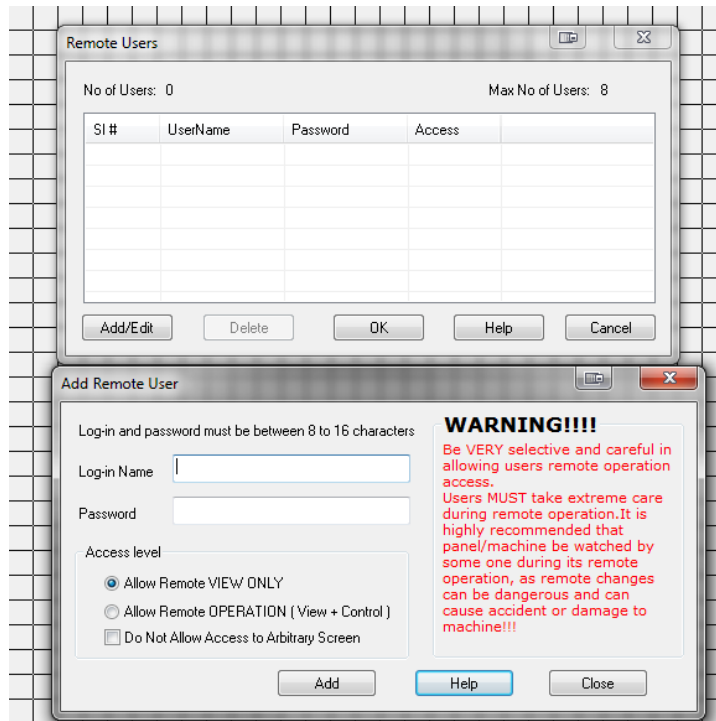 Remote Users
No of Users: 0
Max No of Users: 8
Sl #
UserName
Password
Access
Add/Edit
Delete
OK
Help
Cancel
Add Remote User
Log-in and password must be between 8 to 16 characters
Log-in Name
Password
Access level
Allow Remote VIEW ONLY
Allow Remote OPERATION ( View + Control )
Do Not Allow Access to Arbitrary Screen
WARNING!!!!
Be VERY selective and careful in
allowing users remote operation
access.
Users MUST take extreme care
during remote operation.It is
highly recommended that
panel/machine be watched by
some one during its remote
operation, as remote changes
can be dangerous and can
cause accident or damage to
machine!!!
Add
Help
Close